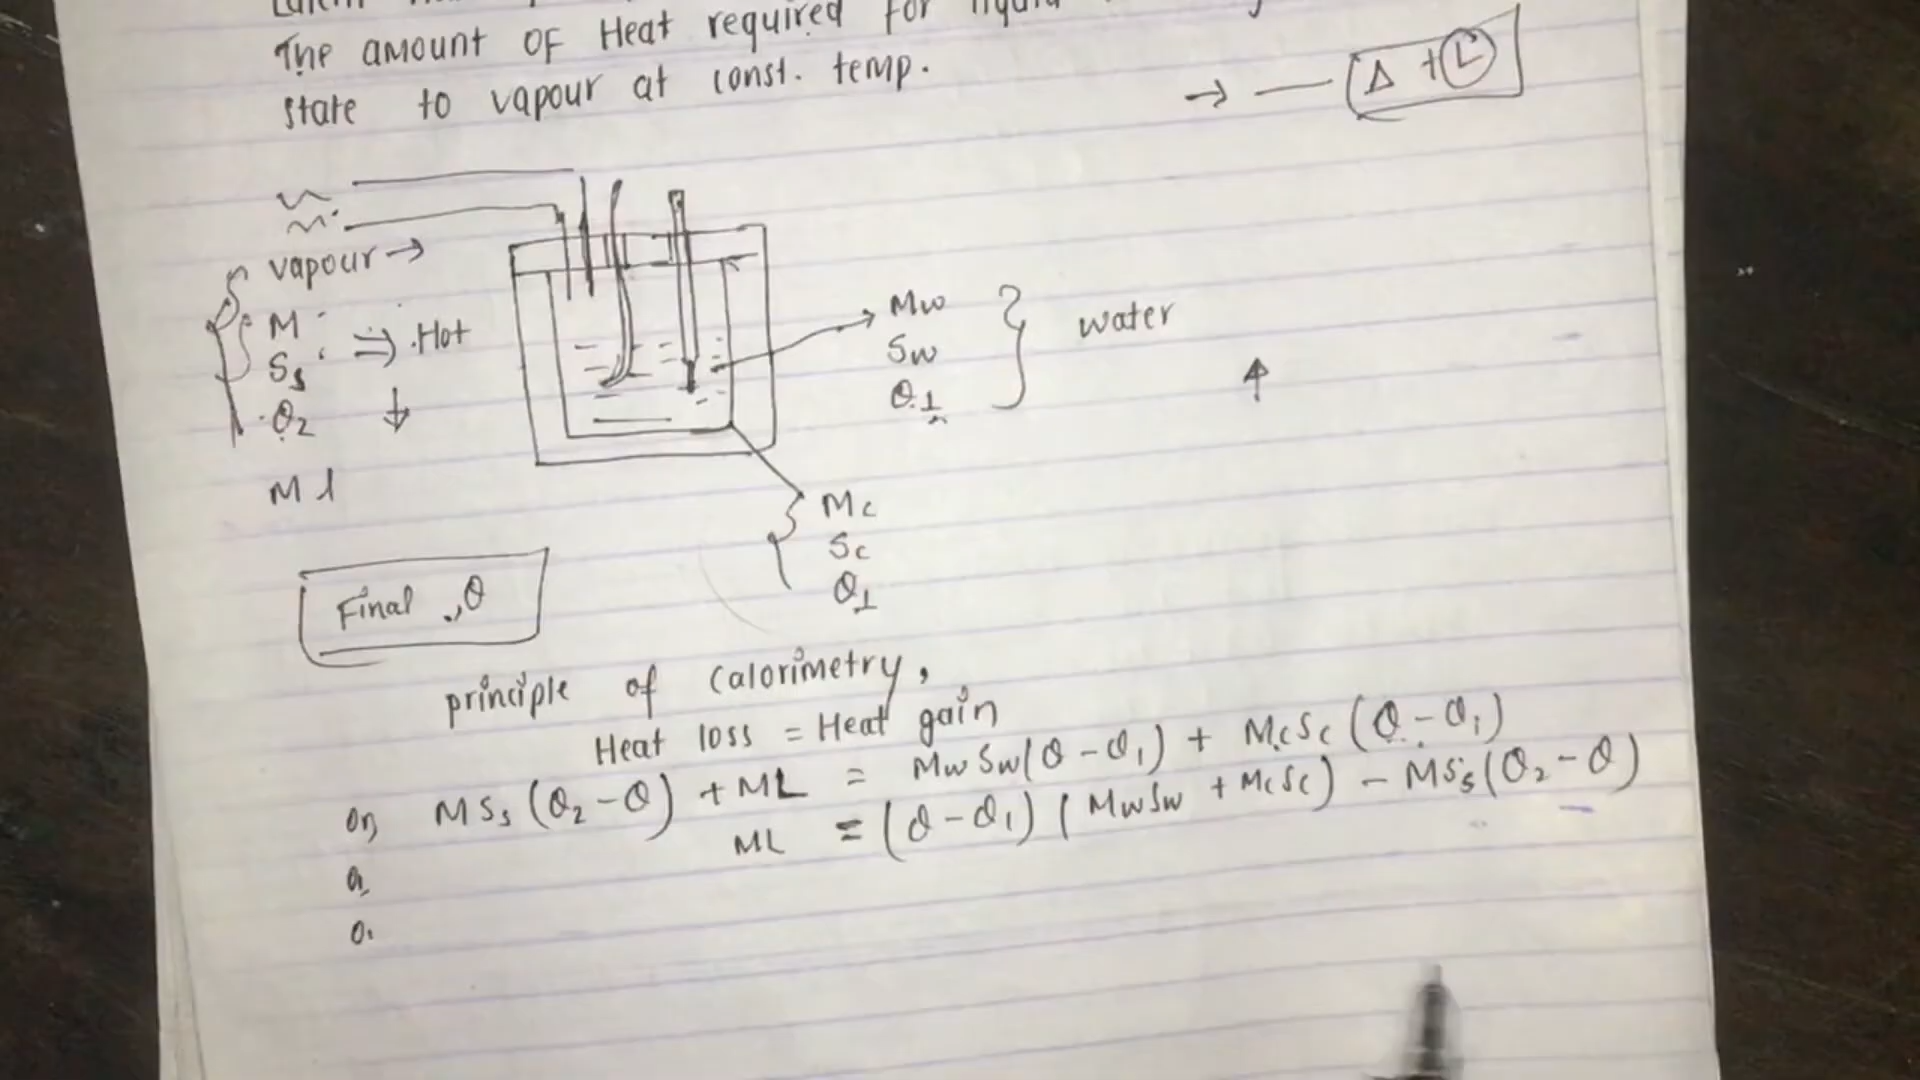 The amount of Heat required for
state to vapour at const. temp.
→ — Δ + L
vapour →
M
Ss ⇒ Hot
θ2 ↓
Ml
Mw
Sw
θ1
water
↑
Mc
Sc
θ1
Final , θ
principle of calorimetry,
Heat loss = Heat gain
or, MSs (θ2 - θ) + ML = MwSw(θ - θ1) + McSc (θ - θ1)
ML = (θ - θ1) (MwSw + McSc) - MSs(θ2 - θ)